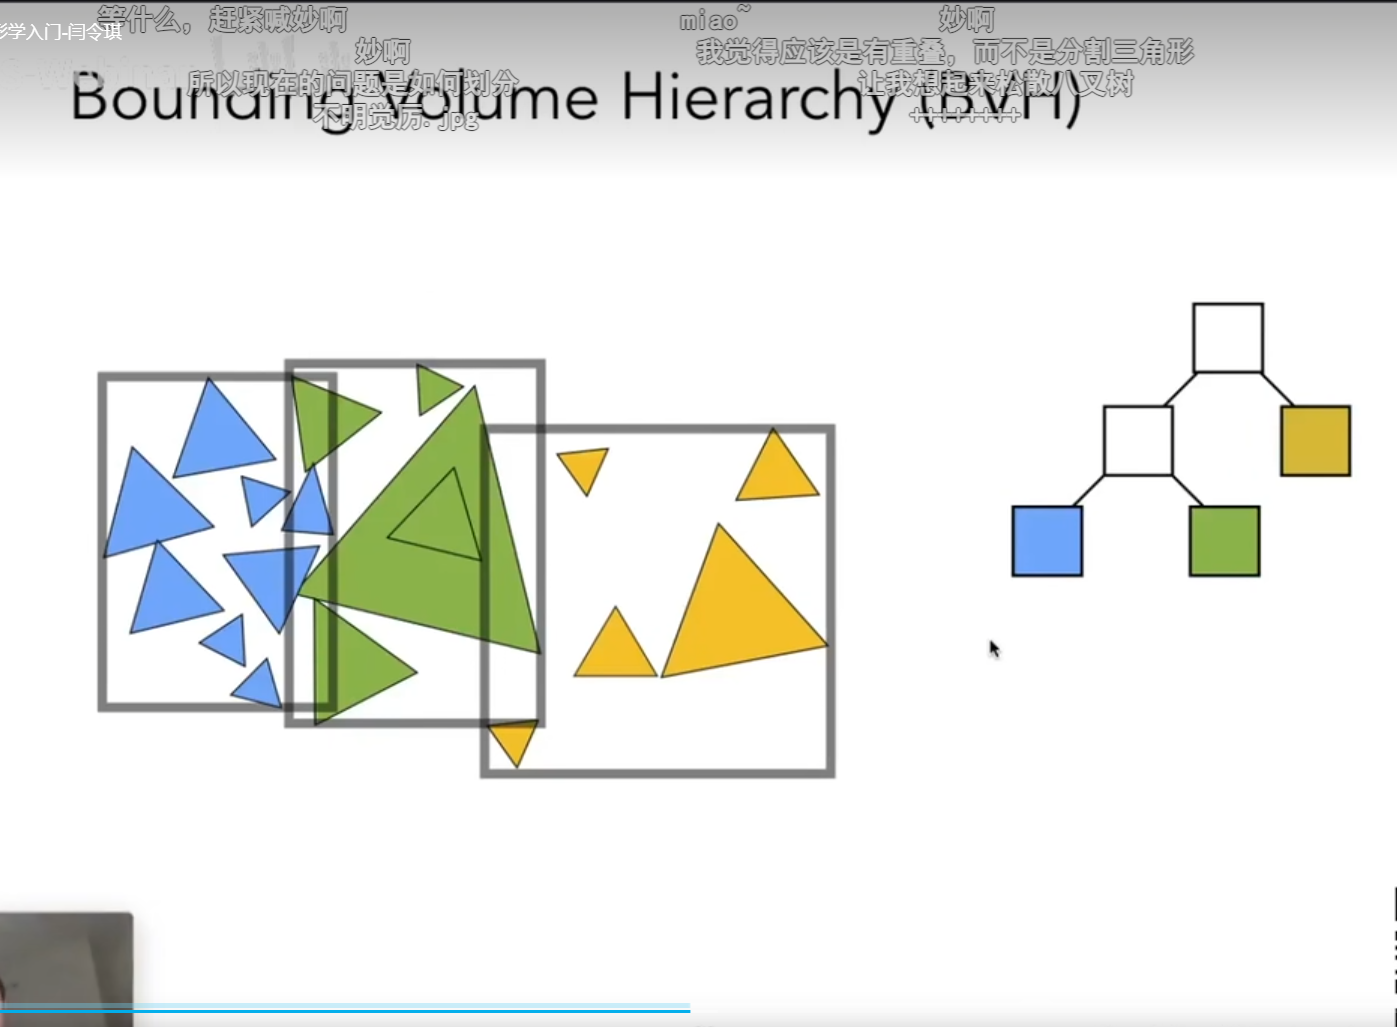 等什么，赶紧喊妙啊
miao~
妙啊
形学入门-闫令琪
妙啊
我觉得应该是有重叠，而不是分割三角形
所以现在的问题是如何划分
让我想起来松散八叉树
Bounding Volume Hierarchy (BVH)
不明觉厉.jpg
+++++++++